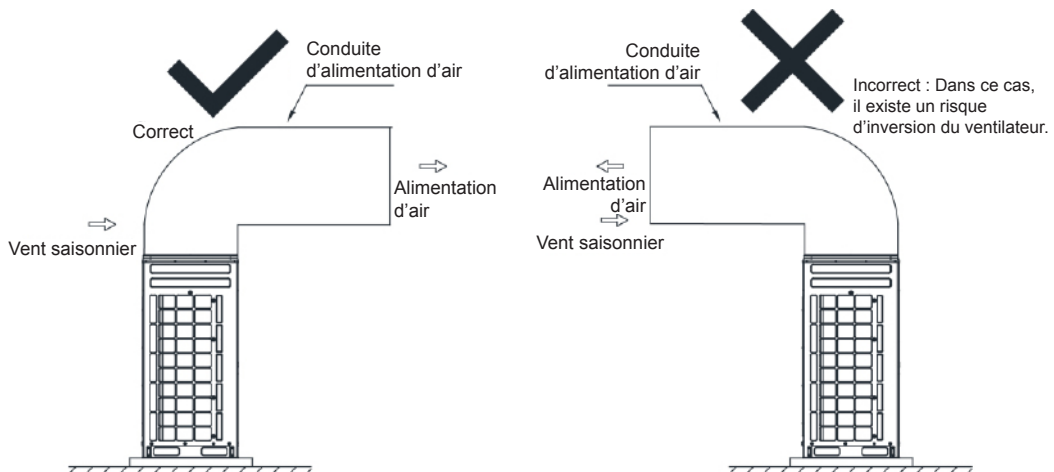 Conduite
d’alimentation d’air
Correct
Alimentation
d’air
Vent saisonnier
Conduite
d’alimentation d’air
Incorrect : Dans ce cas,
il existe un risque
d’inversion du ventilateur.
Alimentation
d’air
Vent saisonnier